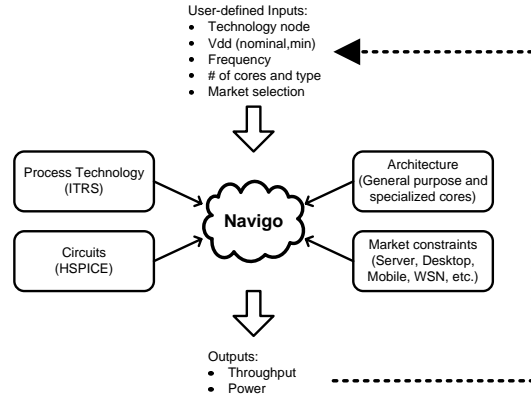 User-defined Inputs:
• Technology node
• Vdd (nominal,min)
• Frequency
• # of cores and type
• Market selection
Process Technology
(ITRS)
Architecture
(General purpose and
specialized cores)
Navigo
Circuits
(HSPICE)
Market constraints
(Server, Desktop,
Mobile, WSN, etc.)
Outputs:
• Throughput
• Power